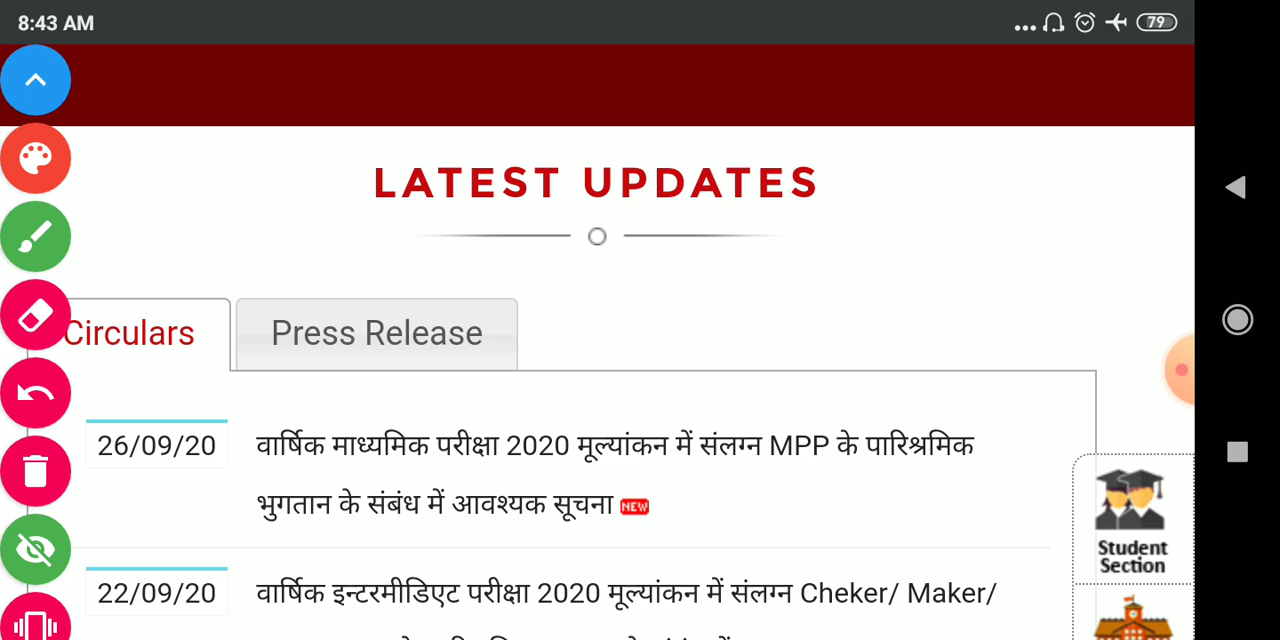 8:43 AM
79
LATEST UPDATES
Circulars
Press Release
26/09/20
वार्षिक माध्यमिक परीक्षा 2020 मूल्यांकन में संलग्न MPP के पारिश्रमिक
भुगतान के संबंध में आवश्यक सूचना NEW
Student
Section
22/09/20
वार्षिक इन्टरमीडिएट परीक्षा 2020 मूल्यांकन में संलग्न Cheker/ Maker/